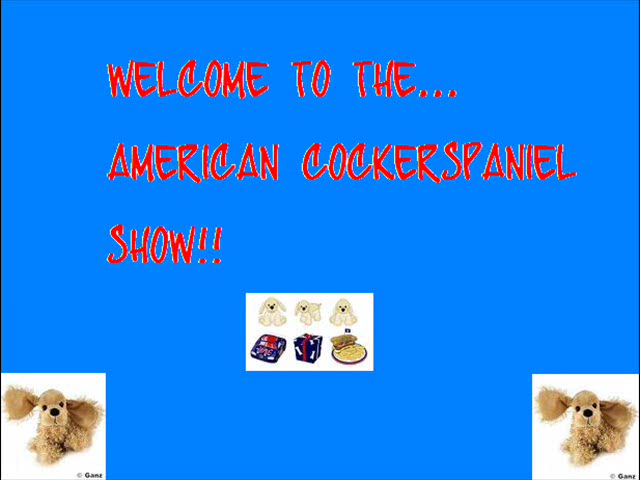 WELCOME TO THE...
AMERICAN COCKERSPANIEL
SHOW!!
© Ganz
© Ganz